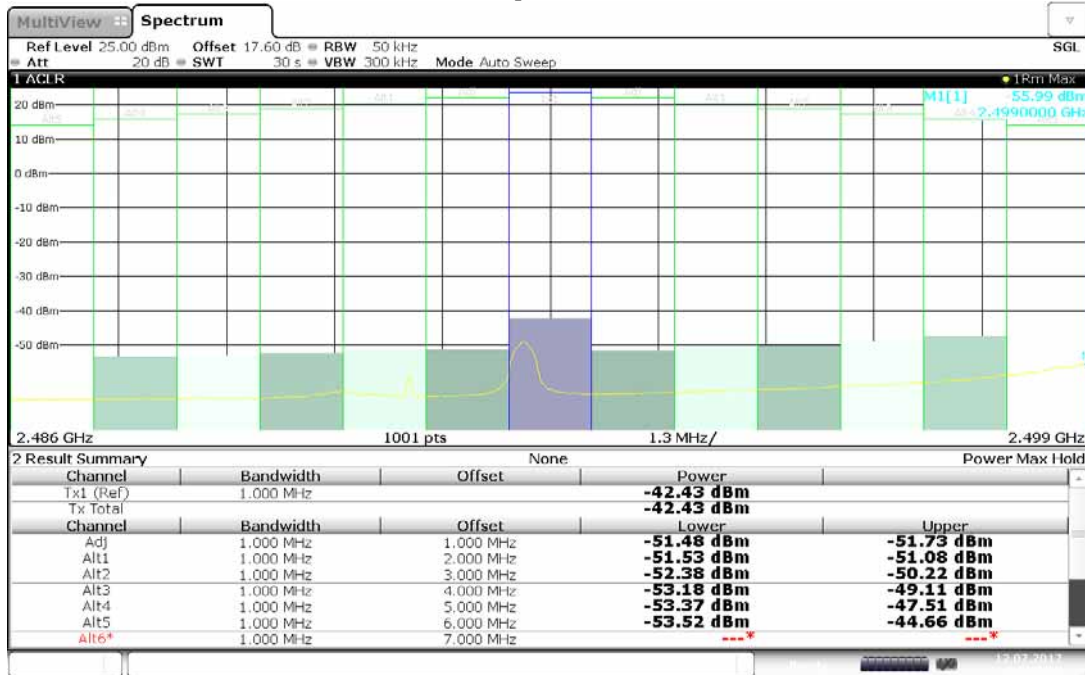 MultiView Spectrum
Ref Level 25.00 dBm Offset 17.60 dB RBW 50 kHz SGL
Att 20 dB SWT 30 s VBW 300 kHz Mode Auto Sweep
1 ACLR 1Rm Max
M1[1] -55.99 dBm
2.4990000 GHz
20 dBm
10 dBm
0 dBm
-10 dBm
-20 dBm
-30 dBm
-40 dBm
-50 dBm
2.486 GHz 1001 pts 1.3 MHz/ 2.499 GHz
2 Result Summary None Power Max Hold
Channel Bandwidth Offset Power
Tx1 (Ref) 1.000 MHz -42.43 dBm
Tx Total -42.43 dBm
Channel Bandwidth Offset Lower Upper
Adj 1.000 MHz 1.000 MHz -51.48 dBm -51.73 dBm
Alt1 1.000 MHz 2.000 MHz -51.53 dBm -51.08 dBm
Alt2 1.000 MHz 3.000 MHz -52.38 dBm -50.22 dBm
Alt3 1.000 MHz 4.000 MHz -53.18 dBm -49.11 dBm
Alt4 1.000 MHz 5.000 MHz -53.37 dBm -47.51 dBm
Alt5 1.000 MHz 6.000 MHz -53.52 dBm -44.66 dBm
Alt6* 1.000 MHz 7.000 MHz ---* ---*
12.07.2017